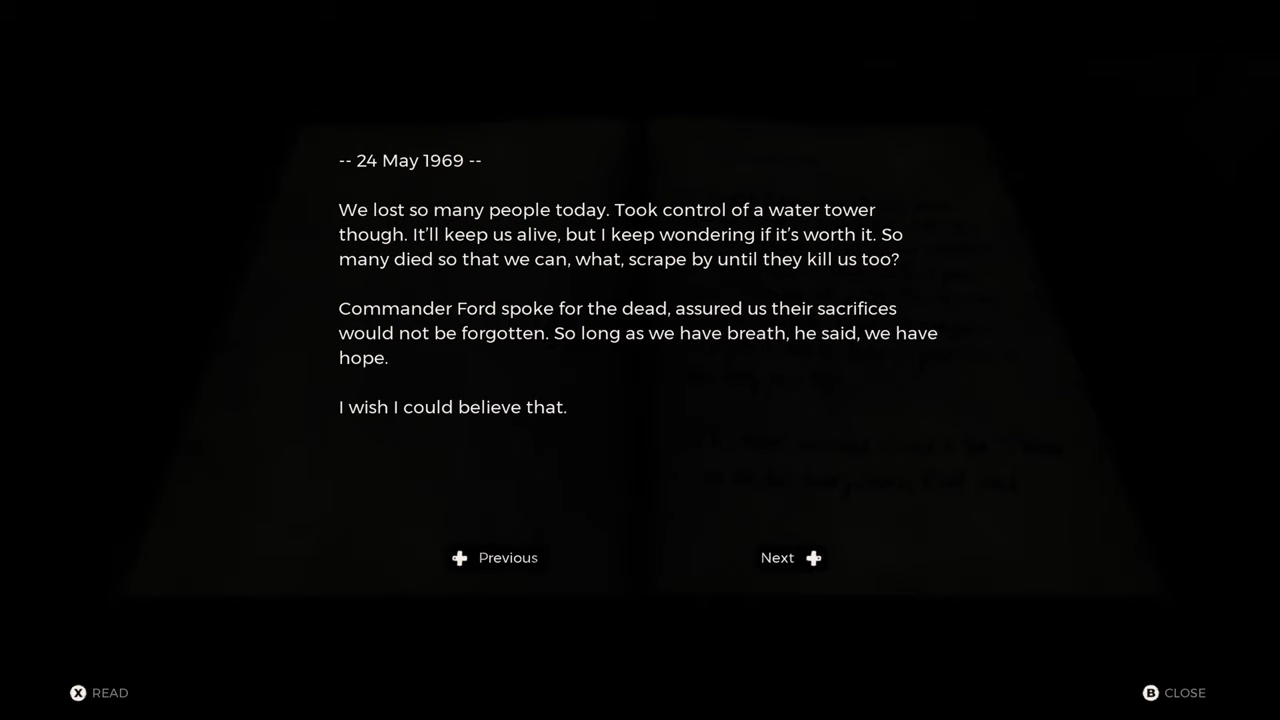 -- 24 May 1969 --
We lost so many people today. Took control of a water tower
though. It’ll keep us alive, but I keep wondering if it’s worth it. So
many died so that we can, what, scrape by until they kill us too?
Commander Ford spoke for the dead, assured us their sacrifices
would not be forgotten. So long as we have breath, he said, we have
hope.
I wish I could believe that.
Previous
Next
X READ
B CLOSE